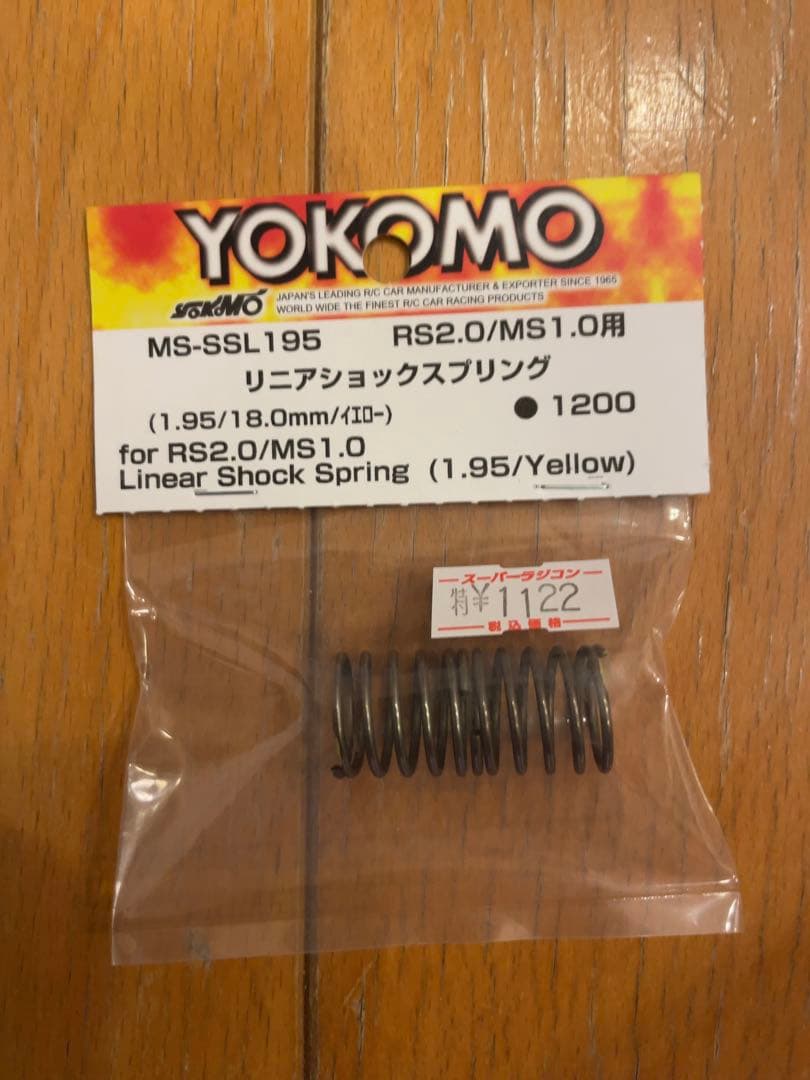 YOKOMO
YOKOMO JAPAN'S LEADING R/C CAR MANUFACTURER & EXPORTER SINCE 1965
WORLD WIDE THE FINEST R/C CAR RACING PRODUCTS
MS-SSL195 RS2.0/MS1.0用
リニアショックスプリング
(1.95/18.0mm/ｲｴﾛｰ) ● 1200
for RS2.0/MS1.0
Linear Shock Spring (1.95/Yellow)
スーパーラジコン
特¥1122
税込価格